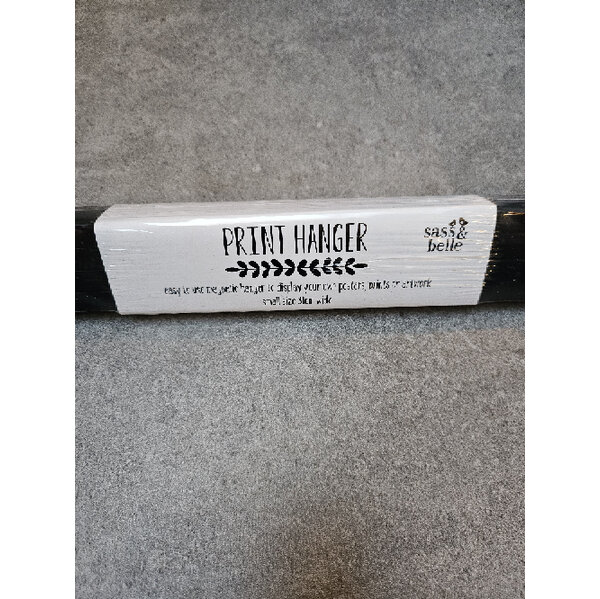 PRINT HANGER
sass &
belle
easy to use magnetic hanger to display your own posters, prints or artwork
small size wide